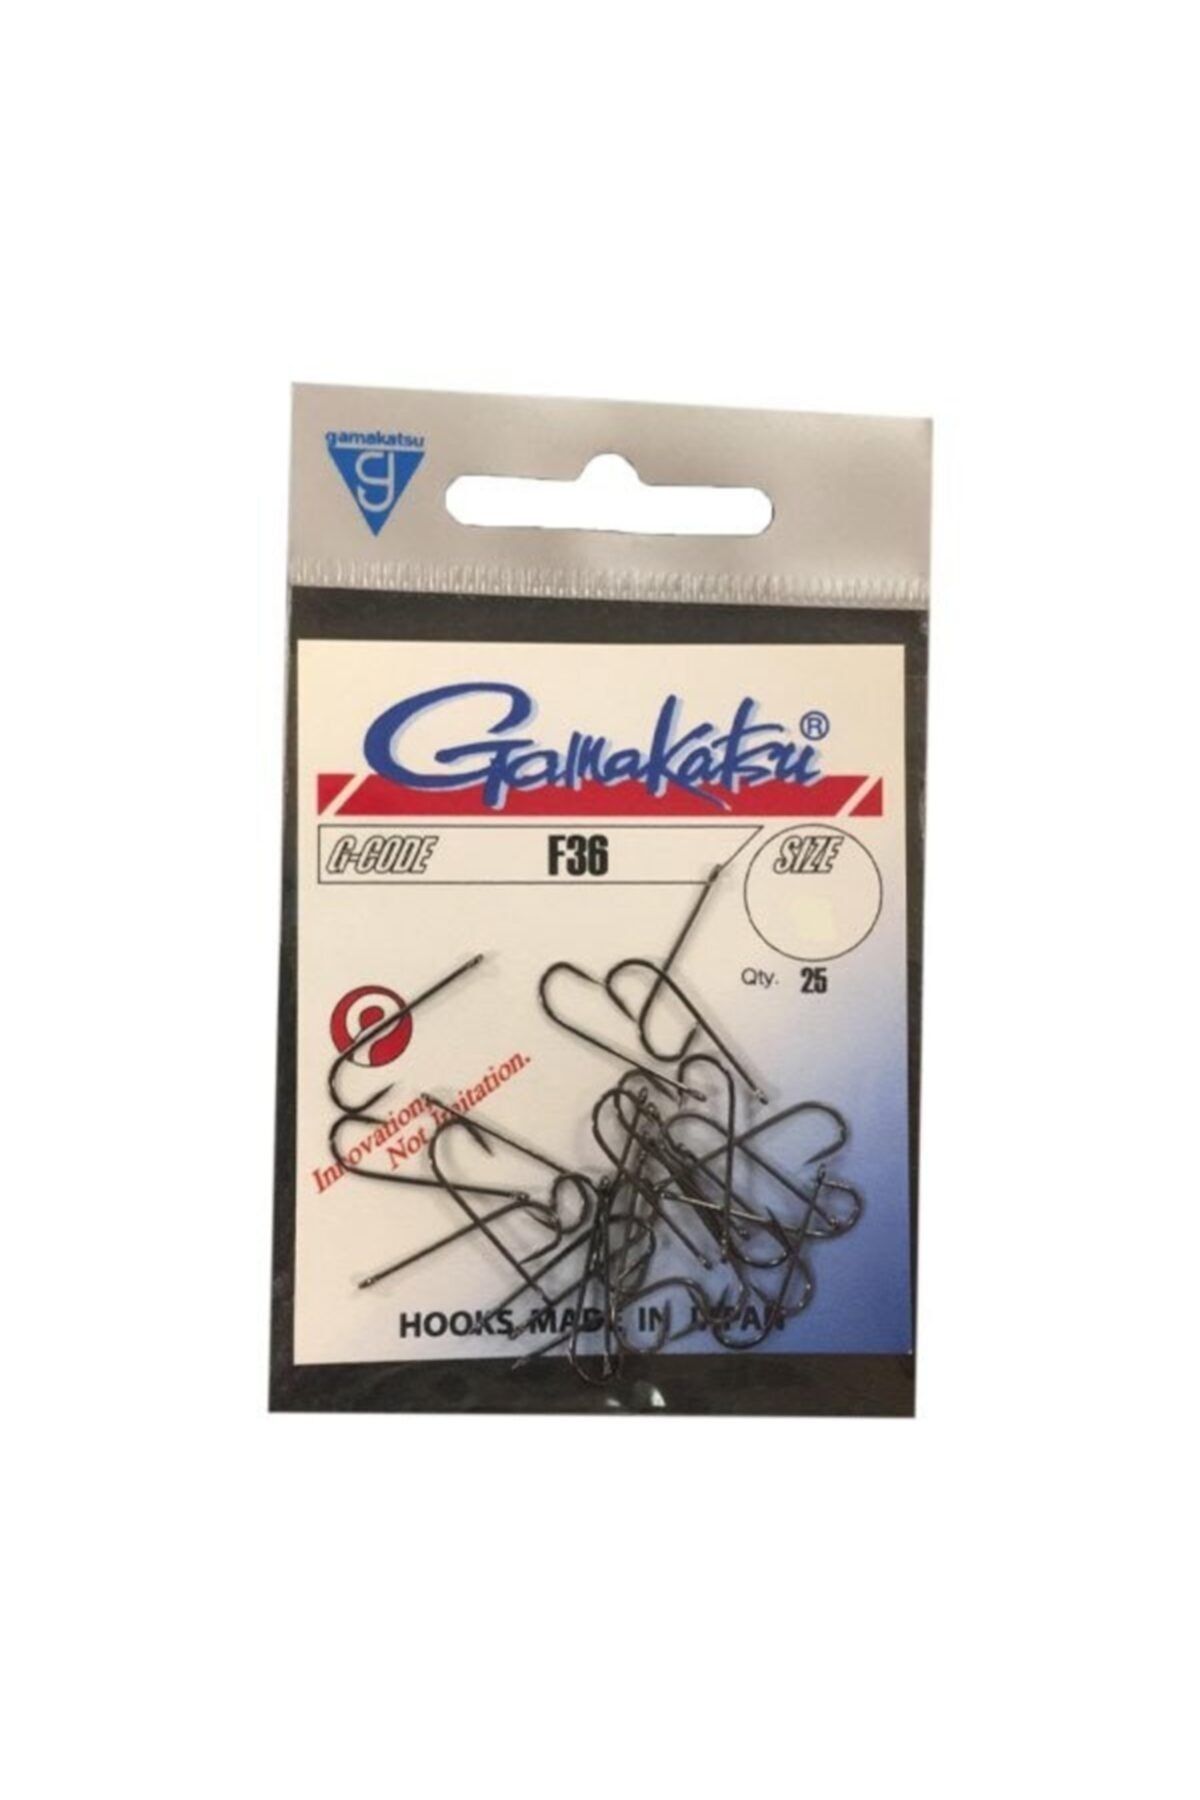 gamakatsu
Gamakatsu®
G-CODE F36 SIZE
Qty. 25
Innovation,
Not Imitation.
HOOKS MADE IN JAPAN